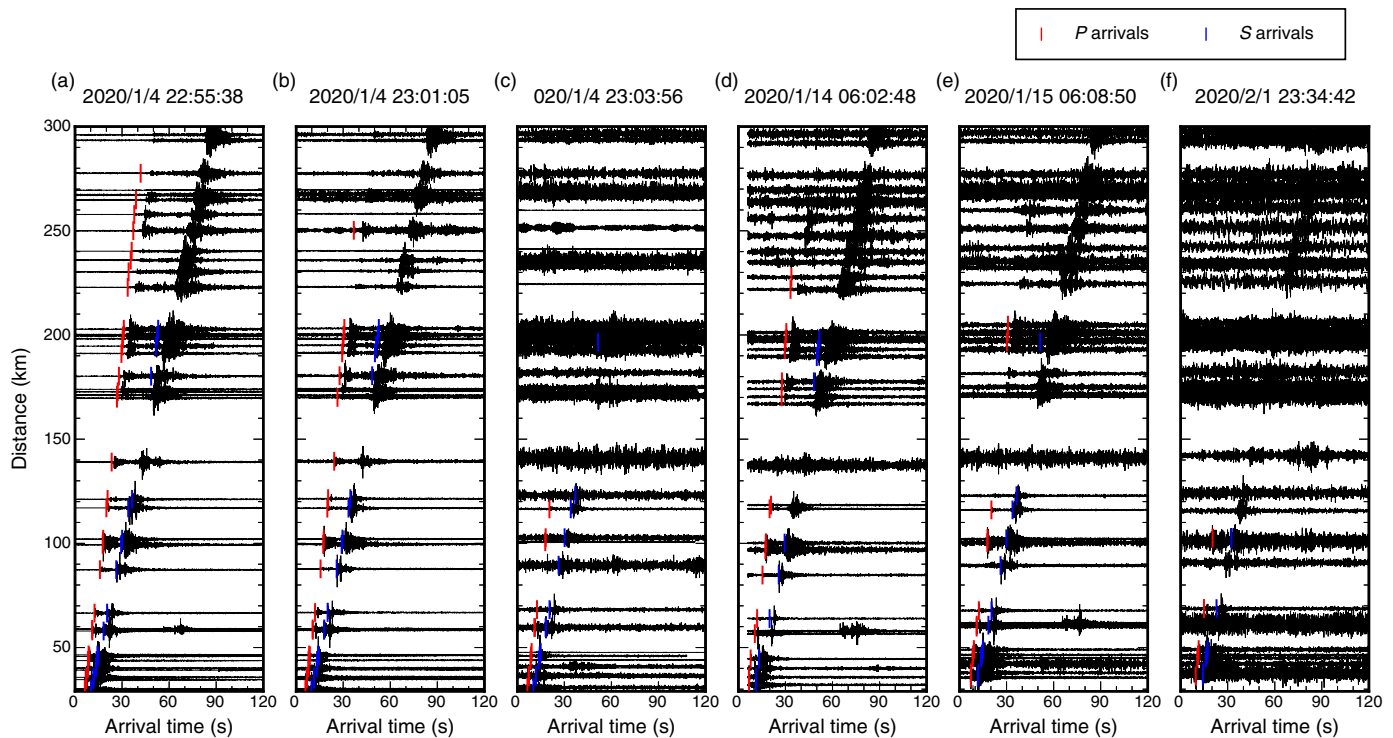 P arrivals S arrivals
(a) (b) (c) (d) (e) (f)
2020/1/4 22:55:38 2020/1/4 23:01:05 020/1/4 23:03:56 2020/1/14 06:02:48 2020/1/15 06:08:50 2020/2/1 23:34:42
300
250
200
150
100
50
Distance (km)
0 30 60 90 120 0 30 60 90 120 0 30 60 90 120 0 30 60 90 120 0 30 60 90 120 0 30 60 90 120
Arrival time (s) Arrival time (s) Arrival time (s) Arrival time (s) Arrival time (s) Arrival time (s)